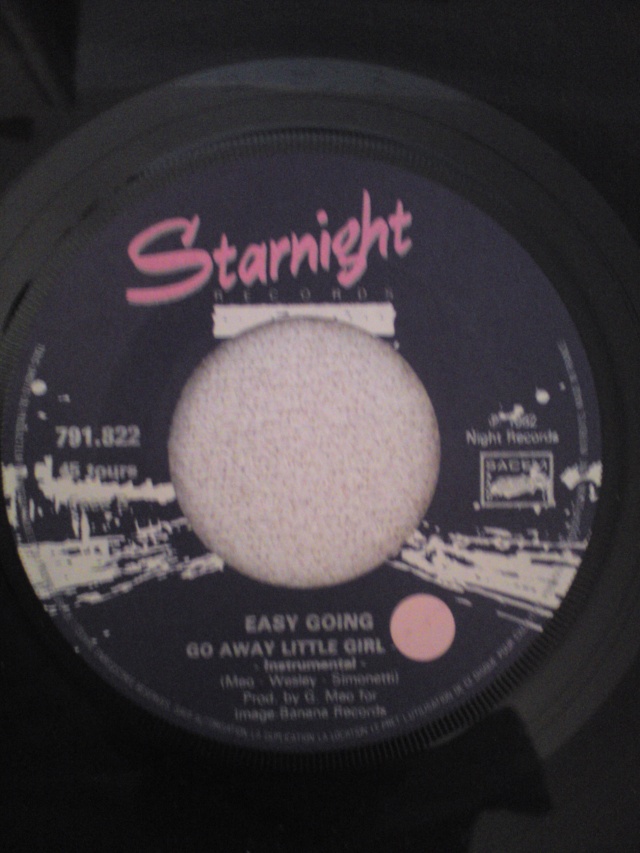 Starnight
RECORDS
791.822
45 tours
℗ 1982
Night Records
SACEM
EASY GOING
GO AWAY LITTLE GIRL
- Instrumental -
(Meo - Wesley - Simonetti)
Prod. by G. Meo for
Image-Banana Records